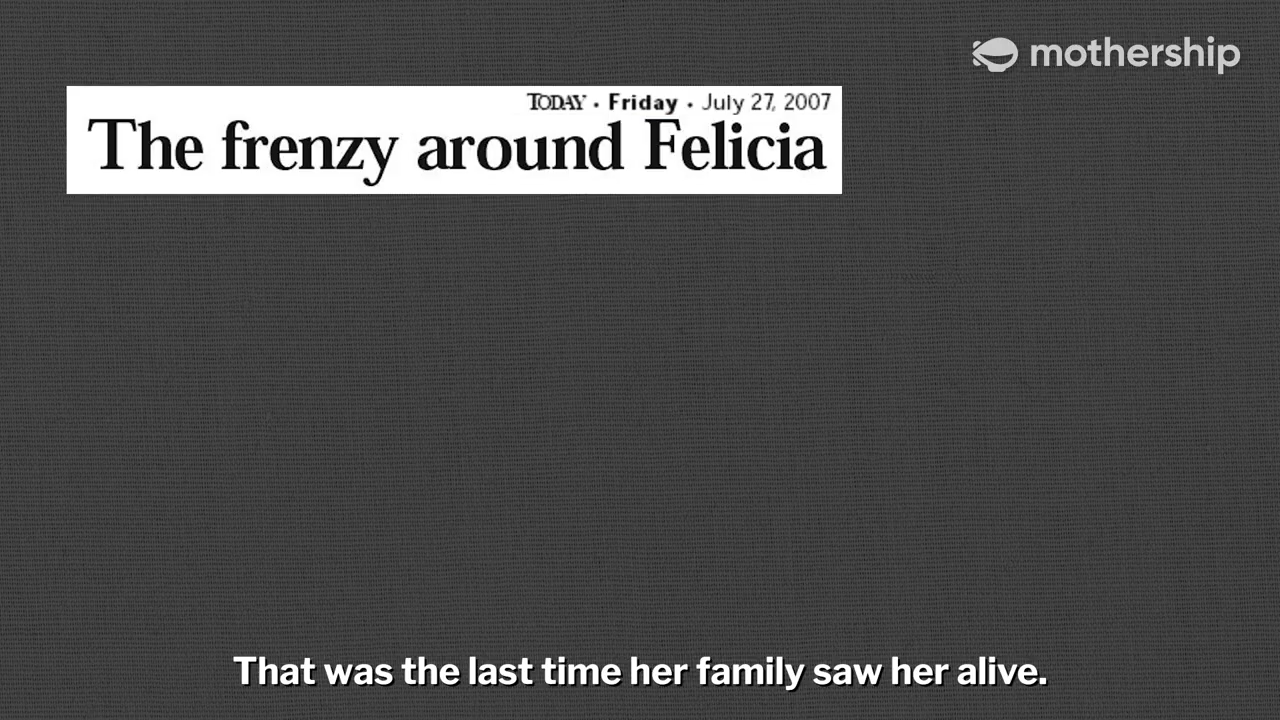 mothership
TODAY • Friday • July 27, 2007
The frenzy around Felicia
That was the last time her family saw her alive.